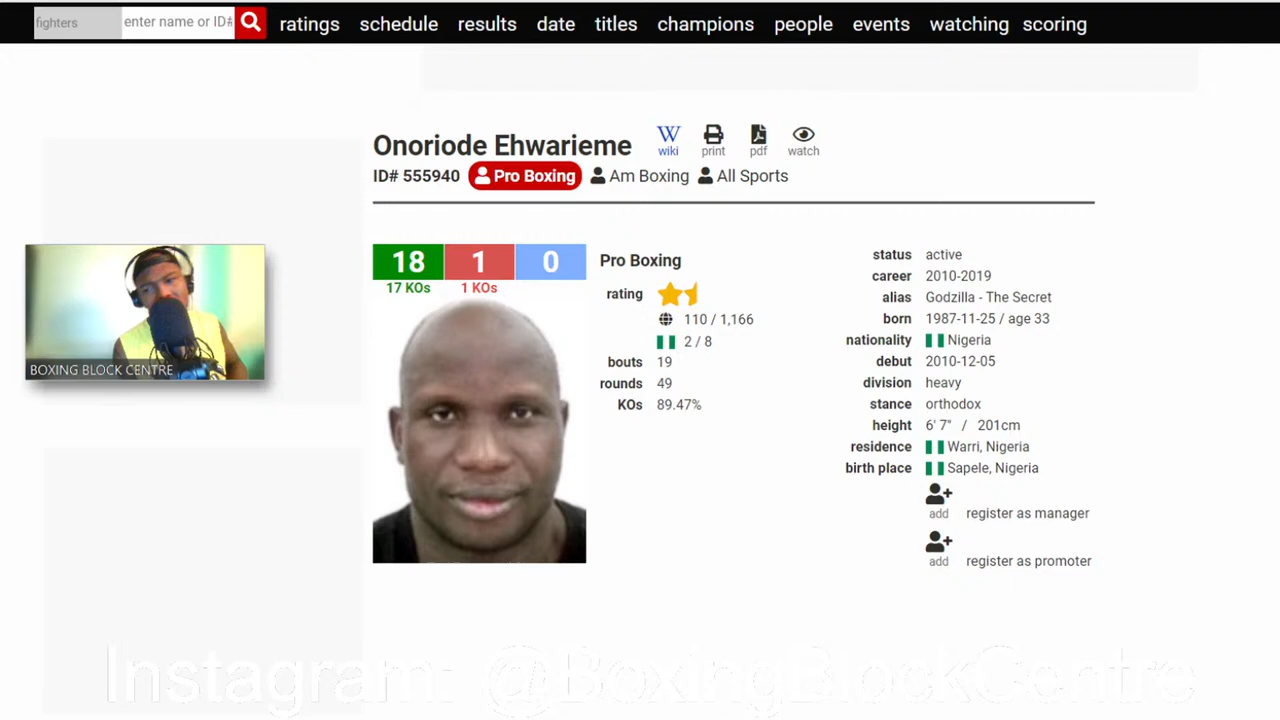 fighters enter name or ID# ratings schedule results date titles champions people events watching scoring
Onoriode Ehwarieme
wiki print pdf watch
ID# 555940 Pro Boxing Am Boxing All Sports
18 1 0
17 KOs 1 KOs
Pro Boxing
rating
110 / 1,166
2 / 8
bouts 19
rounds 49
KOs 89.47%
status active
career 2010-2019
alias Godzilla - The Secret
born 1987-11-25 / age 33
nationality Nigeria
debut 2010-12-05
division heavy
stance orthodox
height 6' 7" / 201cm
residence Warri, Nigeria
birth place Sapele, Nigeria
add register as manager
add register as promoter
BOXING BLOCK CENTRE
Instagram: @BoxingBlockCentre